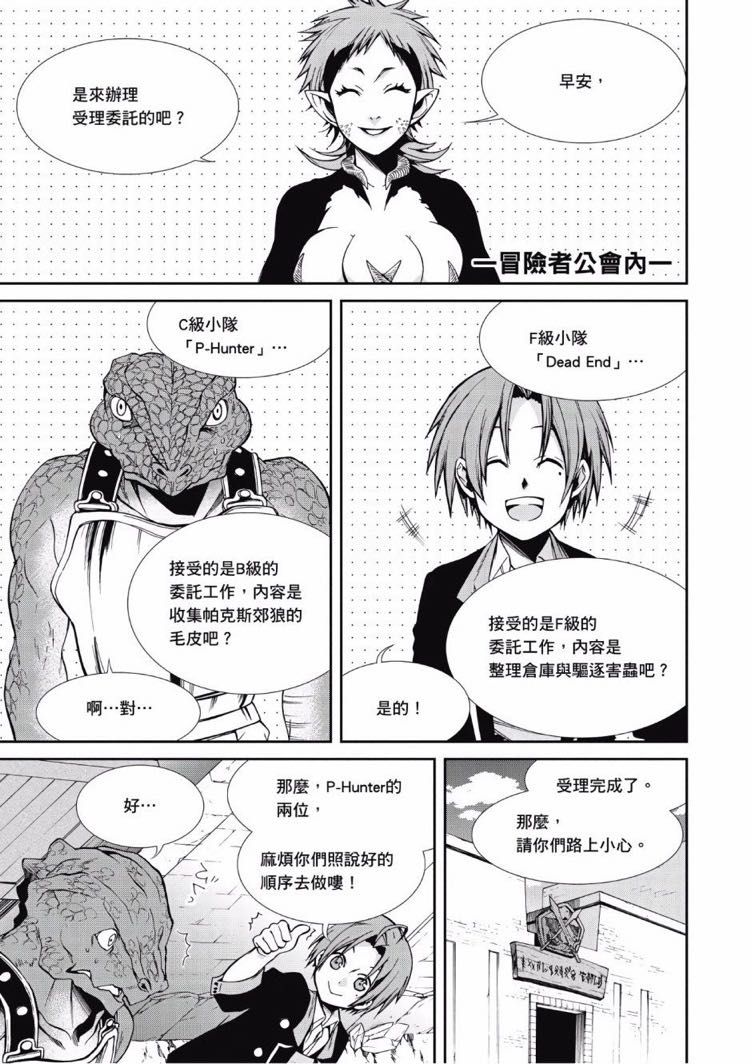 早安，
是來辦理
受理委託的吧？
—冒險者公會內—
F級小隊
「Dead End」…
接受的是F級的
委託工作，內容是
整理倉庫與驅逐害蟲吧？
是的！
C級小隊
「P-Hunter」…
接受的是B級的
委託工作，內容是
收集帕克斯郊狼的
毛皮吧？
啊…對…
受理完成了。
那麼，
請你們路上小心。
那麼，P-Hunter的
兩位，
麻煩你們照說好的
順序去做嘍！
好…